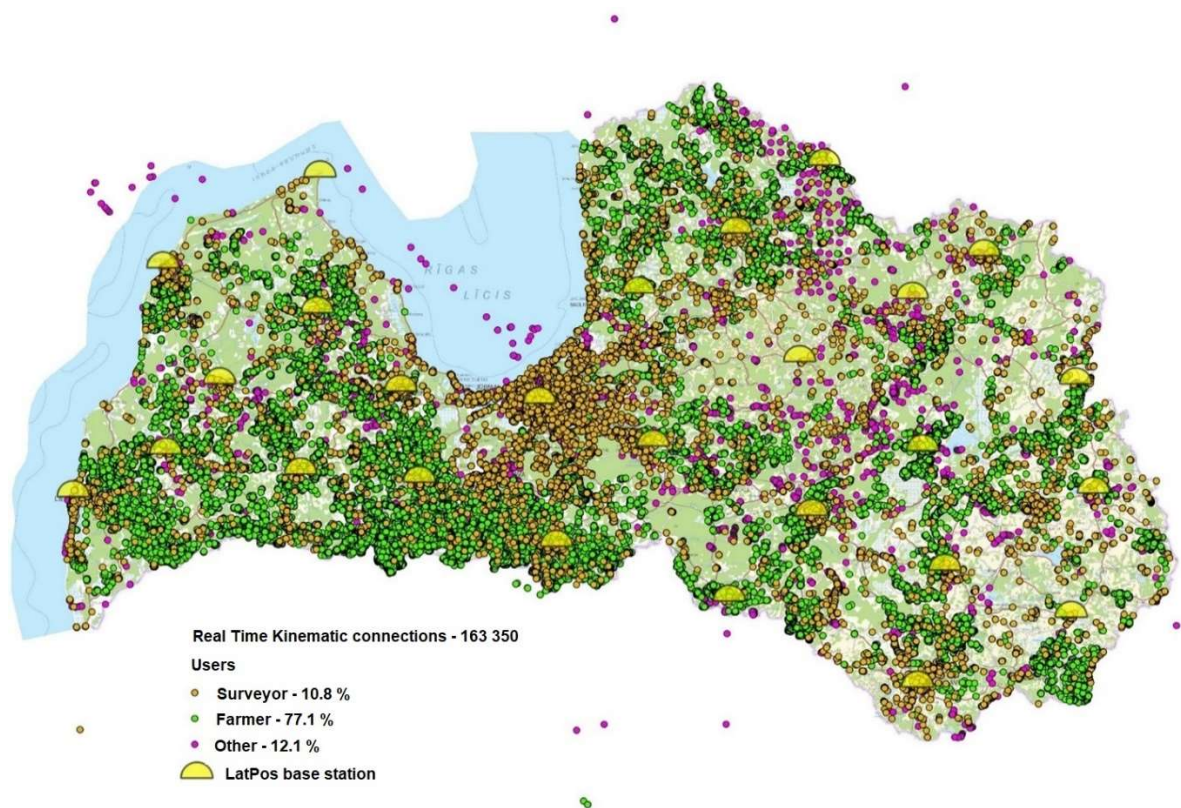 RĪGAS
LĪCIS
Real Time Kinematic connections - 163 350
Users
Surveyor - 10.8 %
Farmer - 77.1 %
Other - 12.1 %
LatPos base station